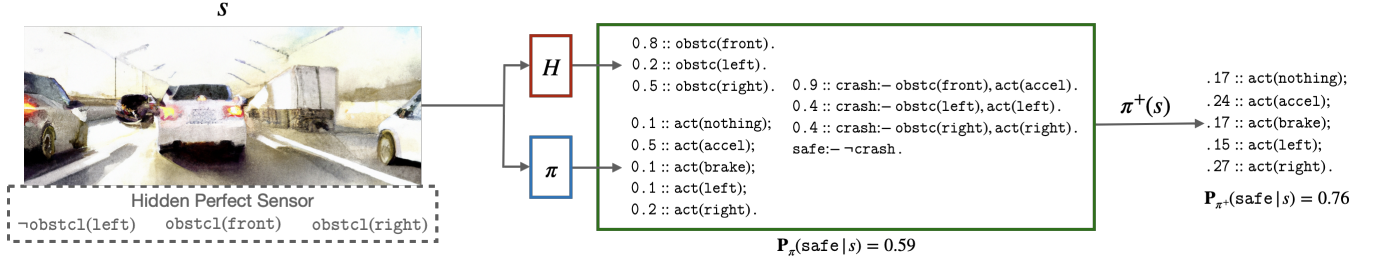 s
Hidden Perfect Sensor
¬obstcl(left) obstcl(front) obstcl(right)
H
π
0.8 :: obstc(front).
0.2 :: obstc(left).
0.5 :: obstc(right).
0.1 :: act(nothing);
0.5 :: act(accel);
0.1 :: act(brake);
0.1 :: act(left);
0.2 :: act(right).
0.9 :: crash:– obstc(front), act(accel).
0.4 :: crash:– obstc(left), act(left).
0.4 :: crash:– obstc(right), act(right).
safe:– ¬crash.
P_π(safe|s) = 0.59
π⁺(s)
.17 :: act(nothing);
.24 :: act(accel);
.17 :: act(brake);
.15 :: act(left);
.27 :: act(right).
P_π⁺(safe|s) = 0.76